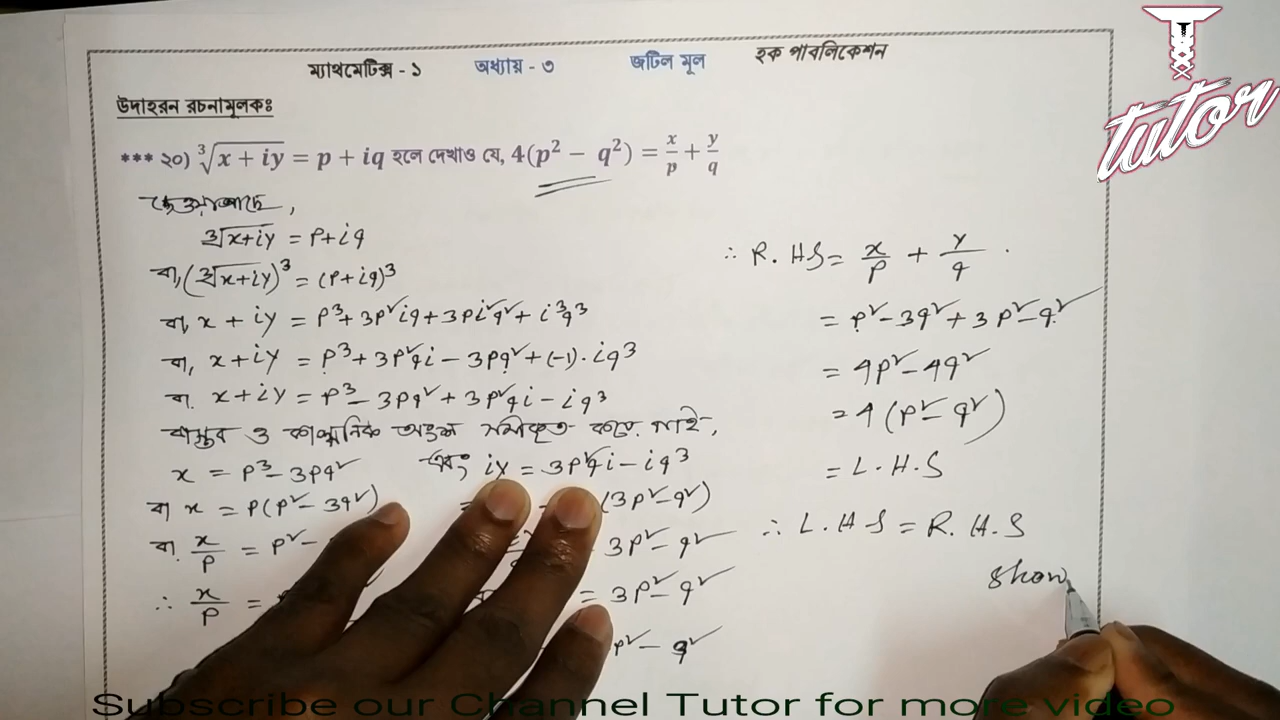 ম্যাথমেটিক্স - ১ অধ্যায় - ৩ জটিল মূল হক পাবলিকেশন
T
tutor
উদাহরন রচনামূলকঃ
*** ২০) ∛(x + iy) = p + iq হলে দেখাও যে, 4(p² − q²) = x/p + y/q
দেওয়া আছে,
∛(x+iy) = P+iq
বা, (∛(x+iy))³ = (P+iq)³
বা, x + iy = P³+3P²iq+3Pi²q²+i³q³
বা, x+iy = P³+3P²qi−3Pq²+(-1)·iq³
বা. x+iy = P³−3Pq²+3P²qi−iq³
বাস্তব ও কাল্পনিক অংশ সমীকৃত করে পাই,
x = P³−3Pq² এবং iy = 3P²qi−iq³
বা x = P(P²−3q²) = (3P²−q²)
বা. x/P = P²− 3P²−q²
∴ x/P = = 3P²−q²
P²−q²
∴ R.HS = x/P + y/q
= P²−3q²+3P²−q²
= 4P²−4q²
= 4(P²−q²)
= L.H.S
∴ L.H.S = R.H.S
Show
Subscribe our Channel Tutor for more video